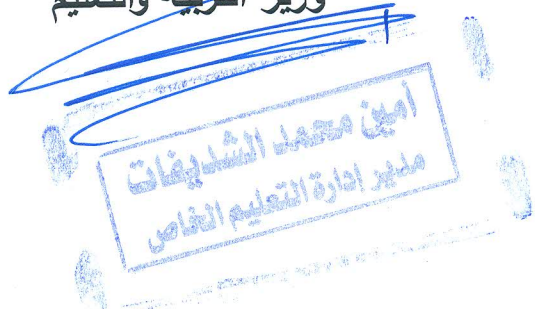 وزير التربية والتعليم
أمين محمد الشديفات
مدير إدارة التعليم الخاص